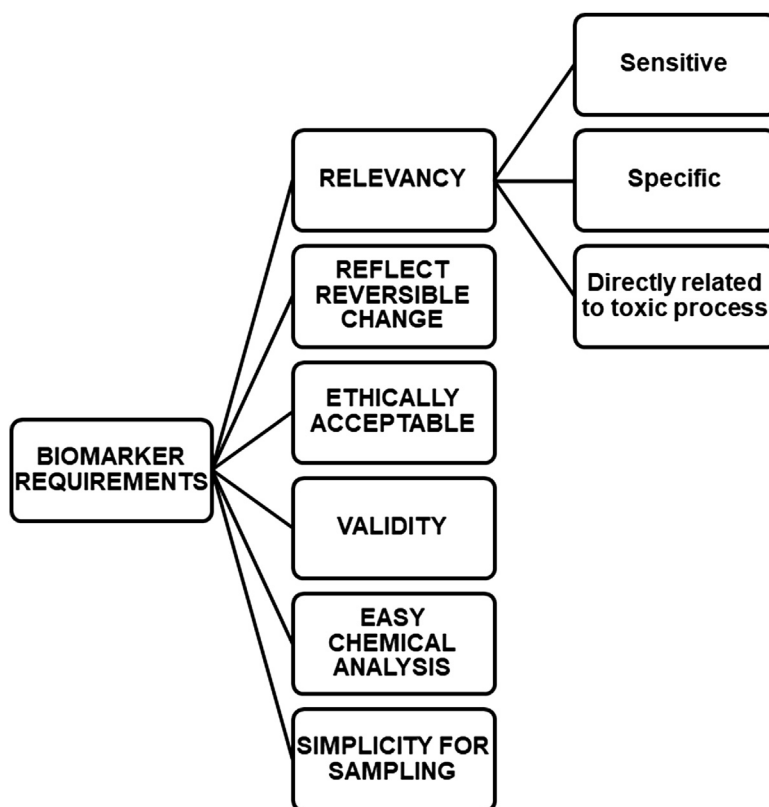 Sensitive
RELEVANCY
Specific
Directly related
to toxic process
REFLECT
REVERSIBLE
CHANGE
ETHICALLY
ACCEPTABLE
BIOMARKER
REQUIREMENTS
VALIDITY
EASY
CHEMICAL
ANALYSIS
SIMPLICITY FOR
SAMPLING